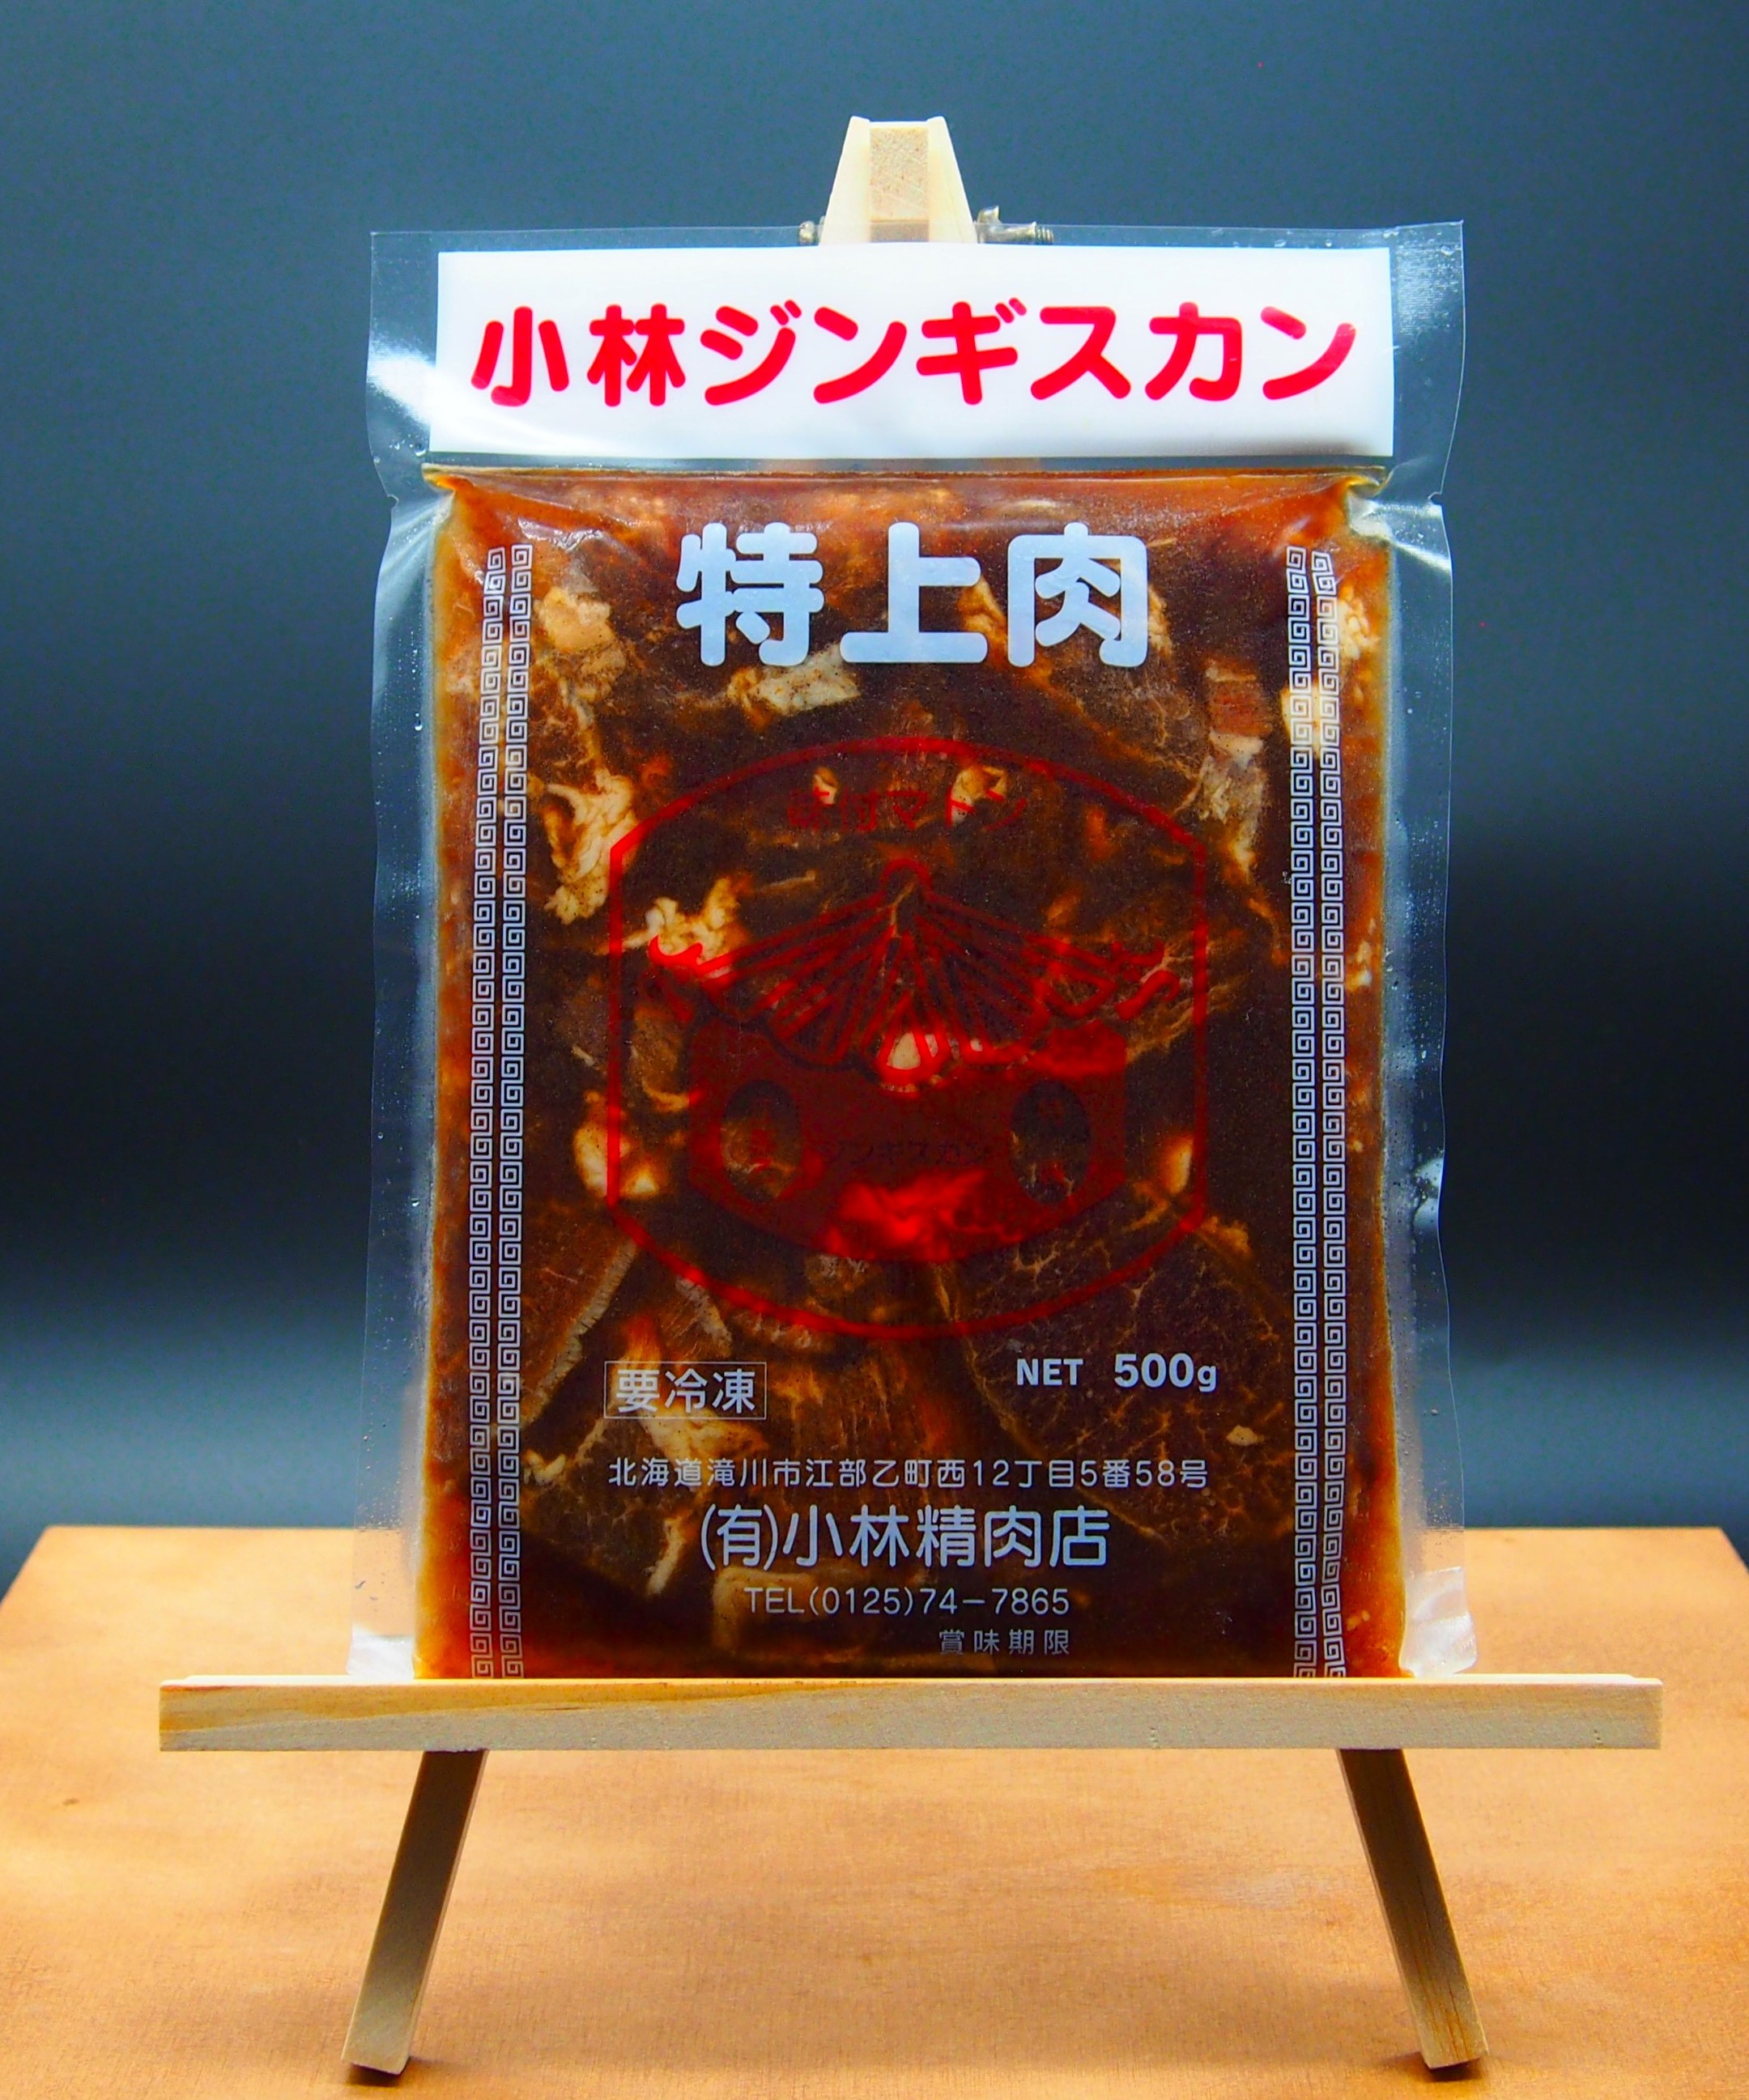 小林ジンギスカン
特上肉
味付マトン
ジンギスカン
要冷凍
NET 500g
北海道滝川市江部乙町西12丁目5番58号
(有)小林精肉店
TEL(0125)74-7865
賞味期限